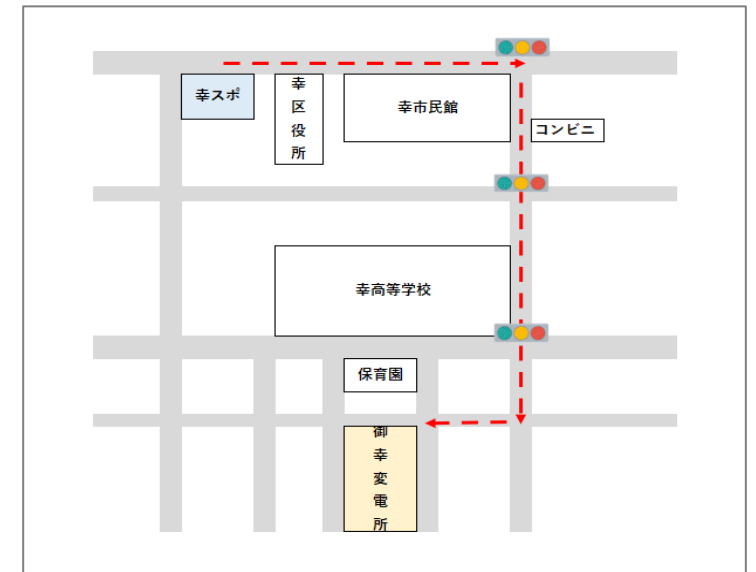 幸スポ
幸区役所
幸市民館
コンビニ
幸高等学校
保育園
御幸変電所